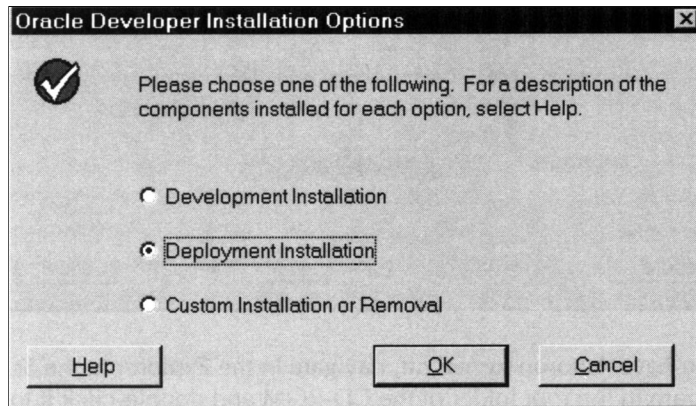 Oracle Developer Installation Options
Please choose one of the following. For a description of the
components installed for each option, select Help.
Development Installation
Deployment Installation
Custom Installation or Removal
Help
OK
Cancel